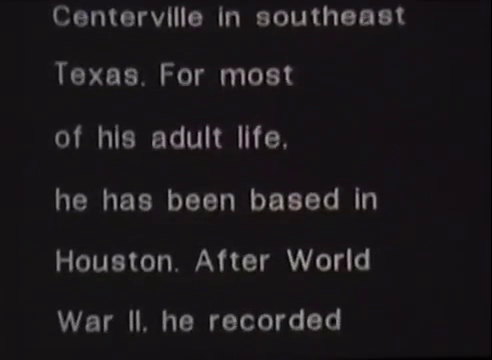 Centerville in southeast
Texas. For most
of his adult life,
he has been based in
Houston. After World
War II, he recorded